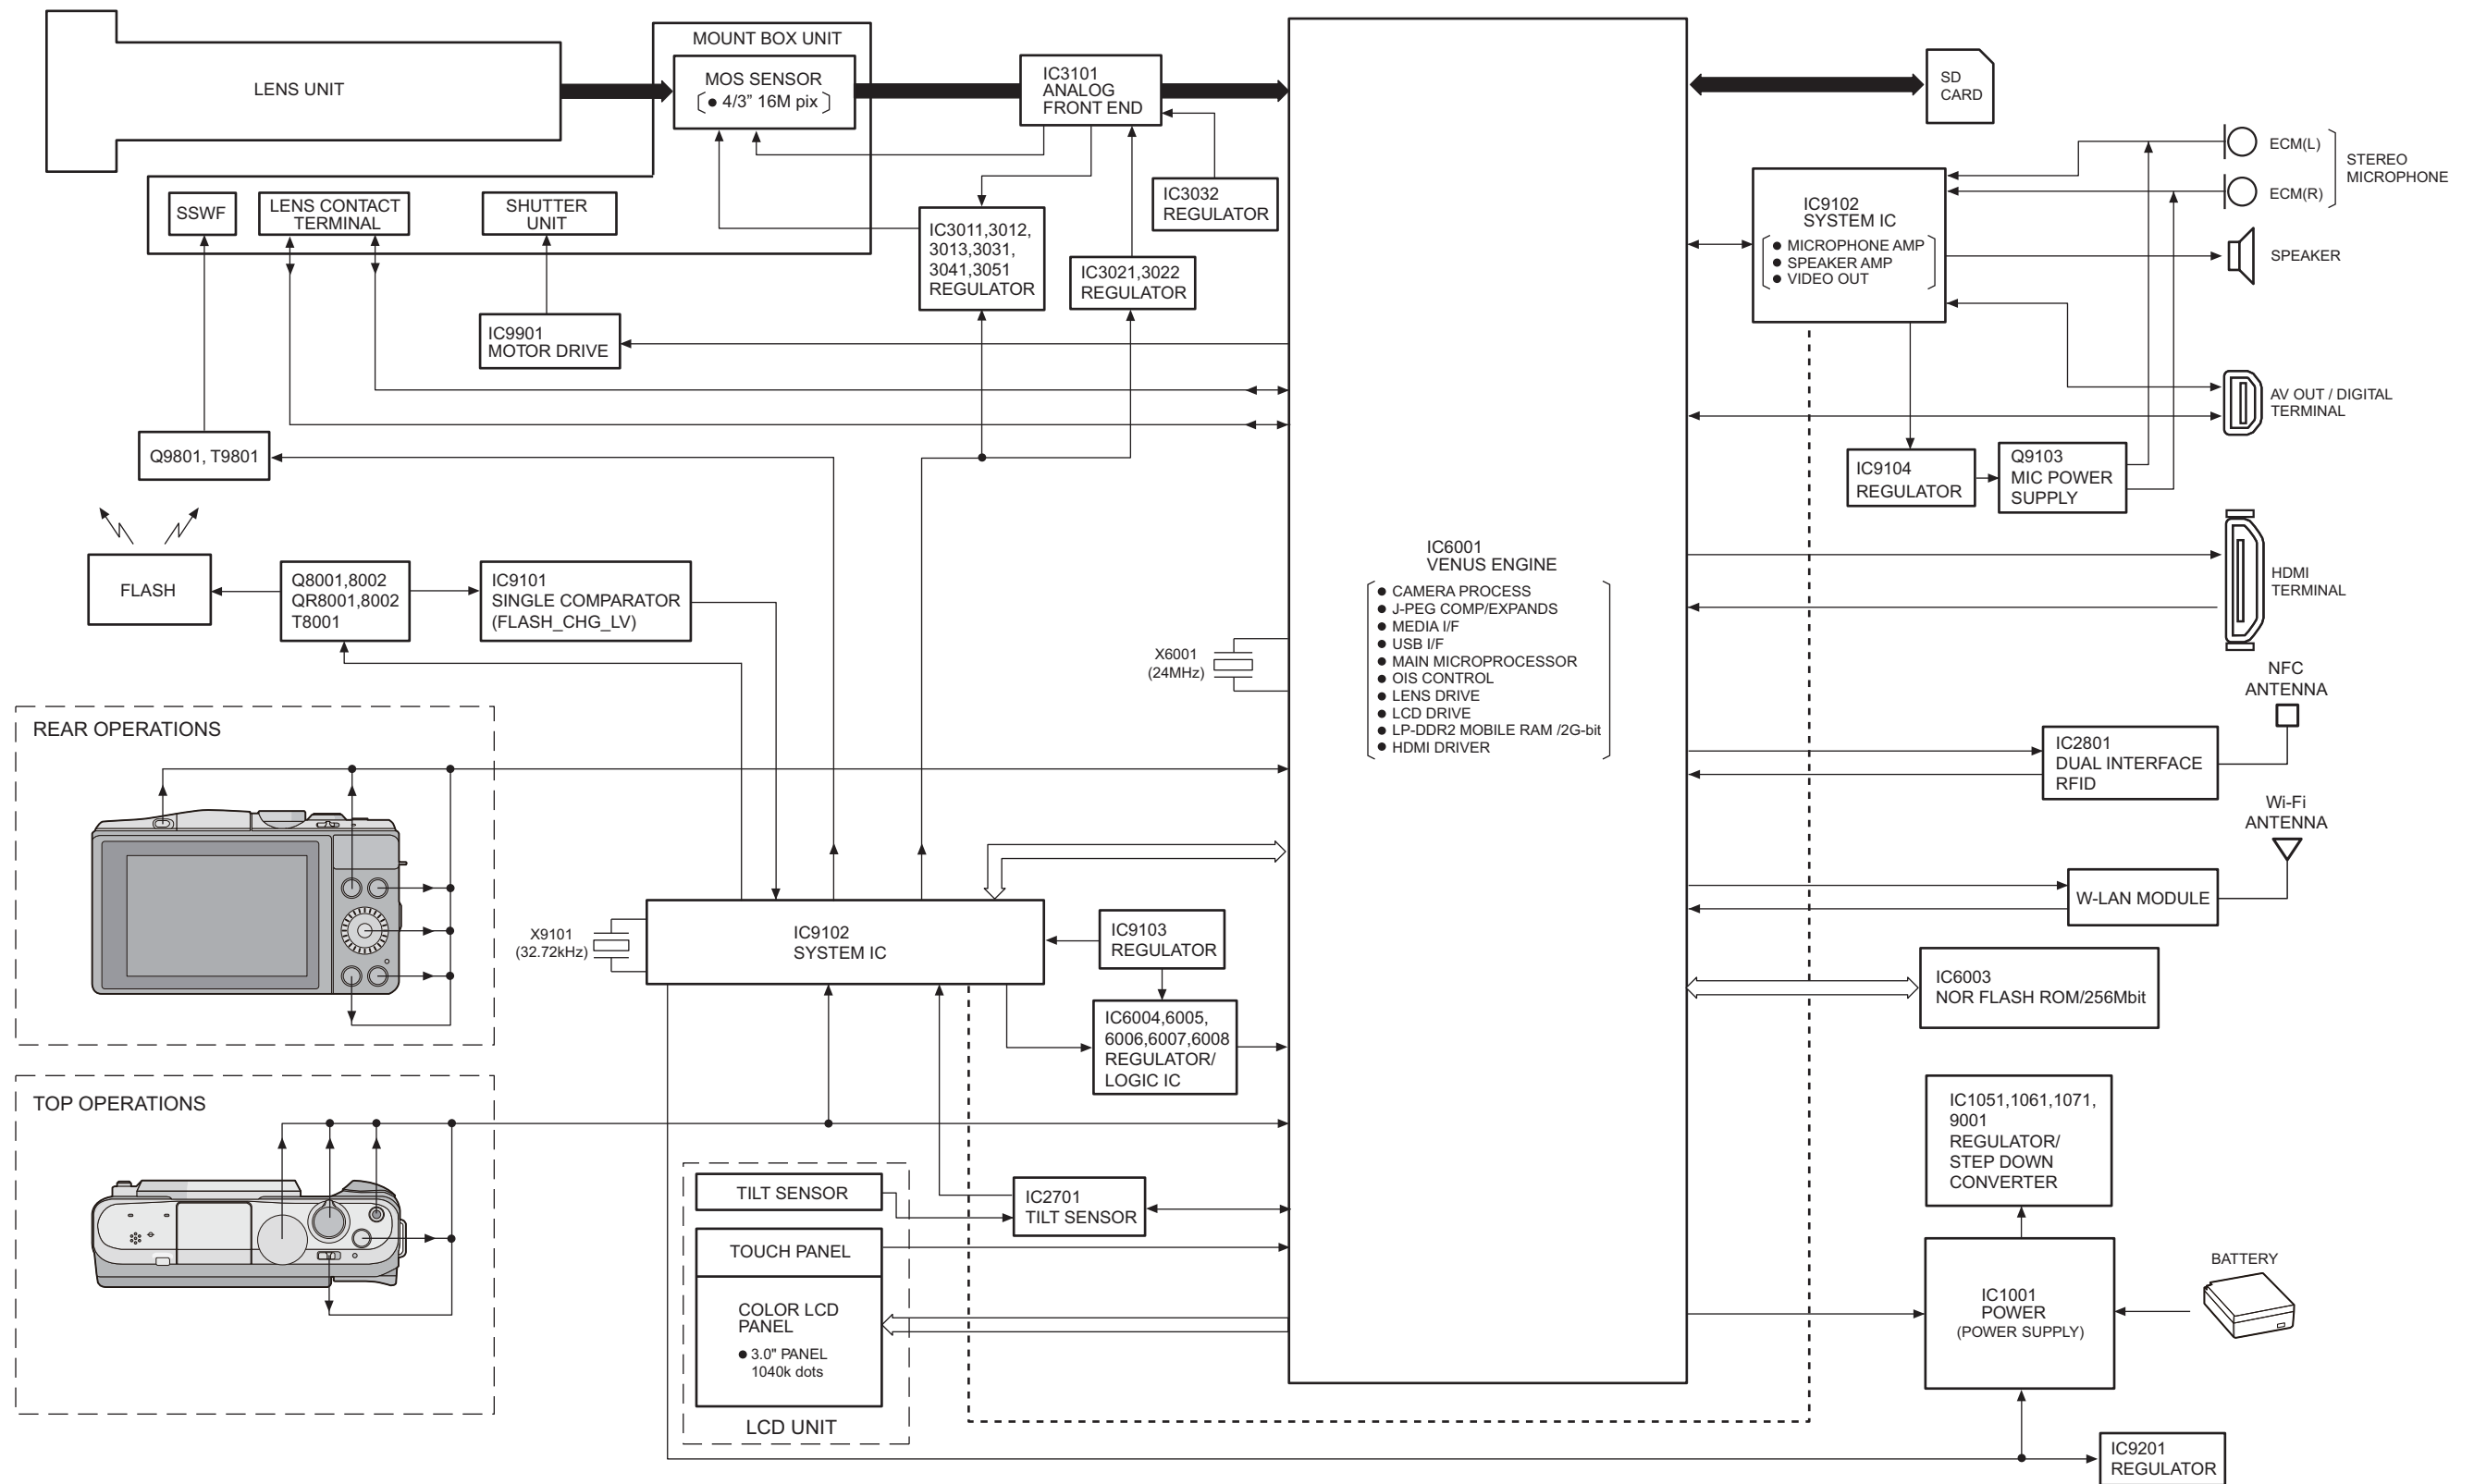 LENS UNIT
MOUNT BOX UNIT
MOS SENSOR
● 4/3” 16M pix
IC3101
ANALOG
FRONT END
SSWF
LENS CONTACT
TERMINAL
SHUTTER
UNIT
IC3011,3012,
3013,3031,
3041,3051
REGULATOR
IC3032
REGULATOR
IC3021,3022
REGULATOR
IC9901
MOTOR DRIVE
Q9801, T9801
FLASH
Q8001,8002
QR8001,8002
T8001
IC9101
SINGLE COMPARATOR
(FLASH_CHG_LV)
X6001
(24MHz)
IC6001
VENUS ENGINE
● CAMERA PROCESS
● J-PEG COMP/EXPANDS
● MEDIA I/F
● USB I/F
● MAIN MICROPROCESSOR
● OIS CONTROL
● LENS DRIVE
● LCD DRIVE
● LP-DDR2 MOBILE RAM /2G-bit
● HDMI DRIVER
SD
CARD
ECM(L)
ECM(R)
STEREO
MICROPHONE
IC9102
SYSTEM IC
● MICROPHONE AMP
● SPEAKER AMP
● VIDEO OUT
SPEAKER
AV OUT / DIGITAL
TERMINAL
IC9104
REGULATOR
Q9103
MIC POWER
SUPPLY
HDMI
TERMINAL
NFC
ANTENNA
IC2801
DUAL INTERFACE
RFID
Wi-Fi
ANTENNA
W-LAN MODULE
IC6003
NOR FLASH ROM/256Mbit
REAR OPERATIONS
X9101
(32.72kHz)
IC9102
SYSTEM IC
IC9103
REGULATOR
IC6004,6005,
6006,6007,6008
REGULATOR/
LOGIC IC
TOP OPERATIONS
TILT SENSOR
IC2701
TILT SENSOR
TOUCH PANEL
COLOR LCD
PANEL
● 3.0" PANEL
1040k dots
LCD UNIT
IC1051,1061,1071,
9001
REGULATOR/
STEP DOWN
CONVERTER
IC1001
POWER
(POWER SUPPLY)
BATTERY
IC9201
REGULATOR